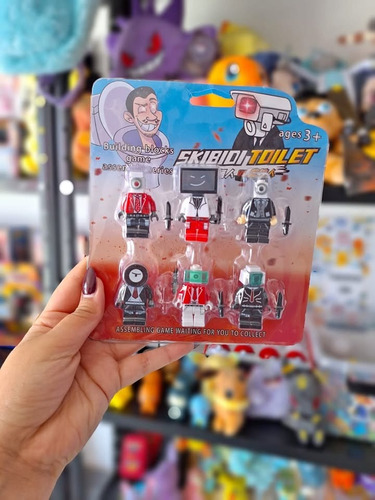 Building blocks
game
SKIBIDI TOILET
ages 3+
ASSEMBLING GAME WAITING FOR YOU TO COLLECT